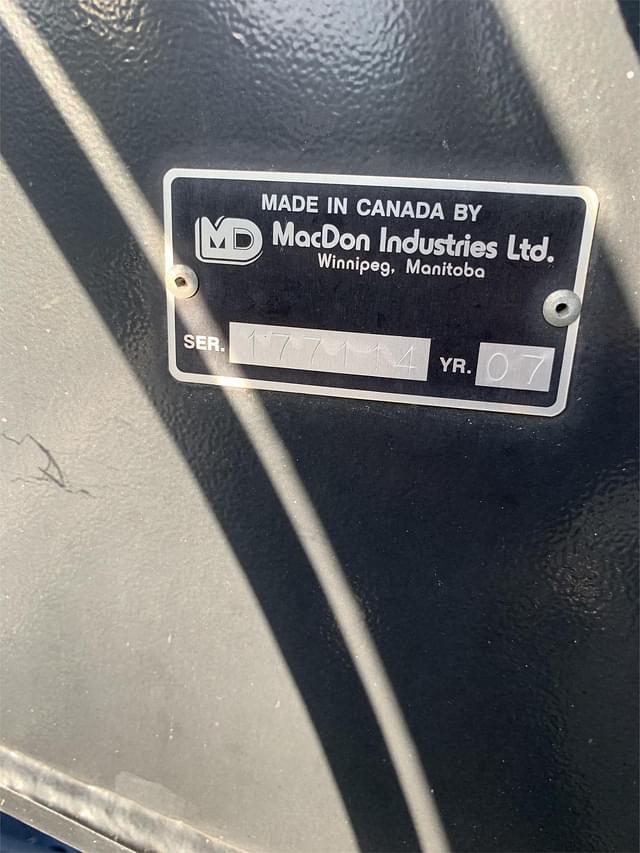 MADE IN CANADA BY
MD MacDon Industries Ltd.
Winnipeg, Manitoba
SER. 177114 YR. 07